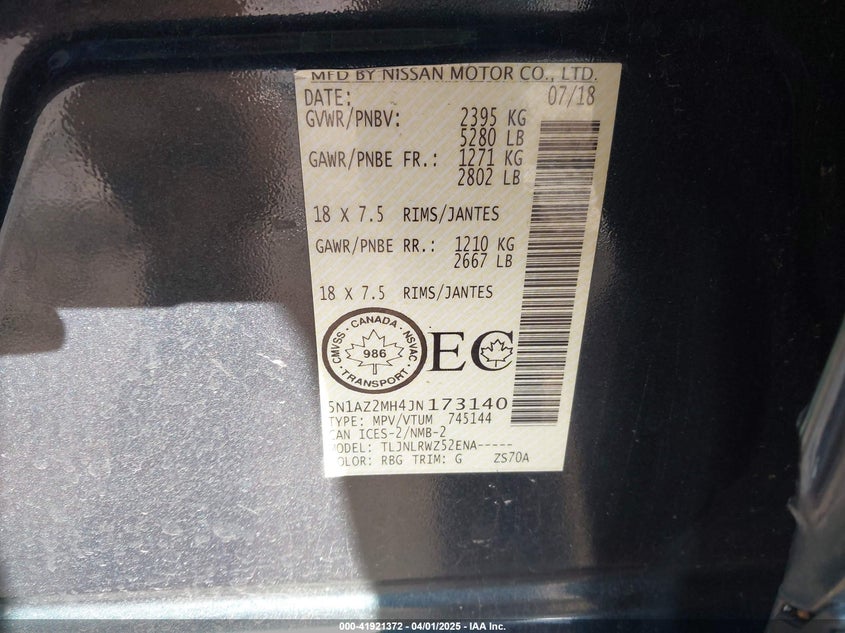 MFD BY NISSAN MOTOR CO., LTD.
DATE: 07/18
GVWR/PNBV: 2395 KG
5280 LB
GAWR/PNBE FR.: 1271 KG
2802 LB
18 X 7.5 RIMS/JANTES
GAWR/PNBE RR.: 1210 KG
2667 LB
18 X 7.5 RIMS/JANTES
CMVSS · CANADA · NSVAC
986
TRANSPORT
EC
5N1AZ2MH4JN173140
TYPE: MPV/VTUM 745144
CAN ICES-2/NMB-2
MODEL: TLJNLRWZ52ENA-----
COLOR: RBG TRIM: G ZS70A
000-41921372 - 04/01/2025 - IAA Inc.